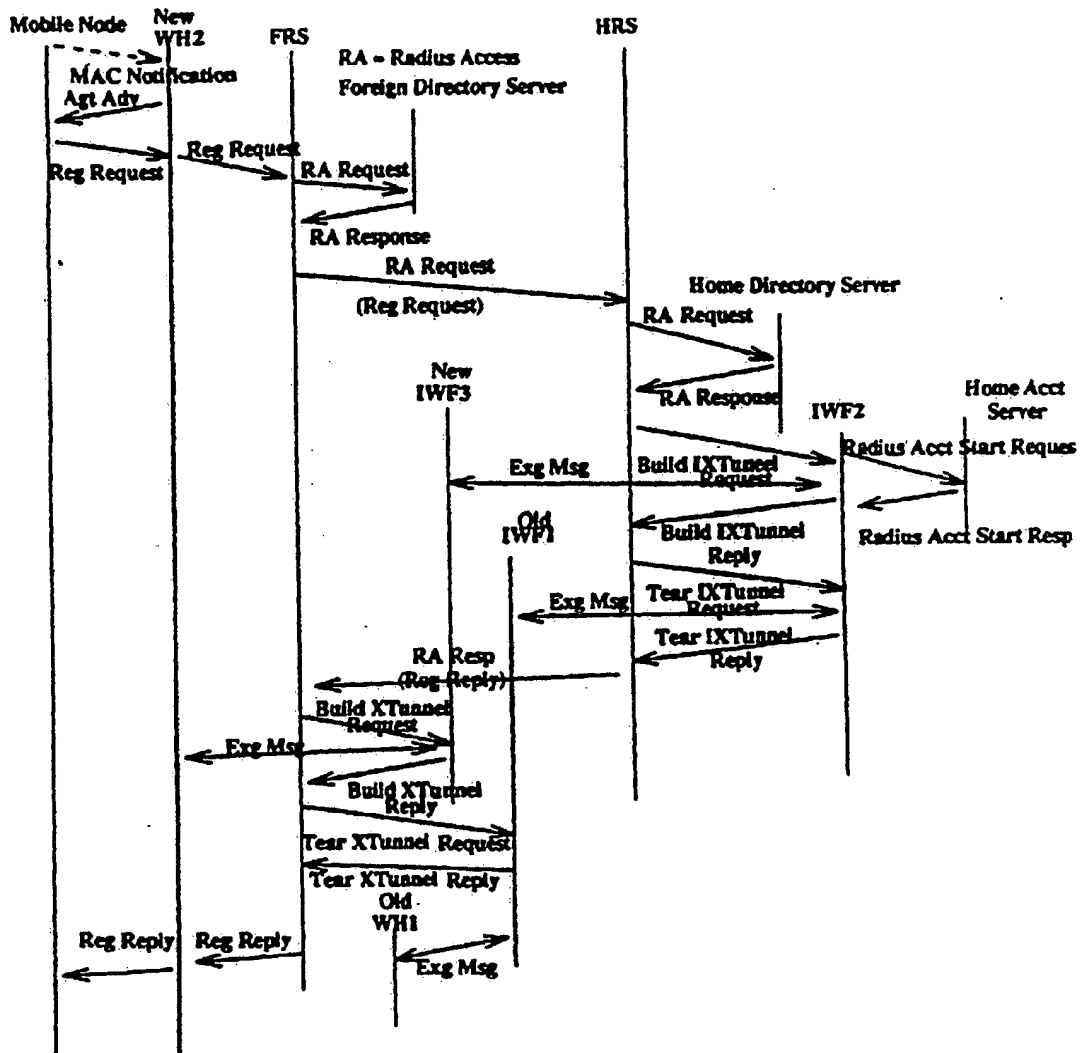 Mobile Node
New
WH2
FRS
HRS
RA - Radius Access
Foreign Directory Server
MAC Notification
Agt Adv
Reg Request
Reg Request
RA Request
RA Response
RA Request
(Reg Request)
Home Directory Server
RA Request
RA Response
New
IWF3
IWF2
Home Acct
Server
Radius Acct Start Reques
Exg Msg
Build IXTunnel
Request
Old
IWF1
Build IXTunnel
Reply
Radius Acct Start Resp
Tear IXTunnel
Request
Exg Msg
Tear IXTunnel
Reply
RA Resp
(Reg Reply)
Build XTunnel
Request
Exg Msg
Build XTunnel
Reply
Tear XTunnel Request
Tear XTunnel Reply
Old
WH1
Reg Reply
Reg Reply
Exg Msg